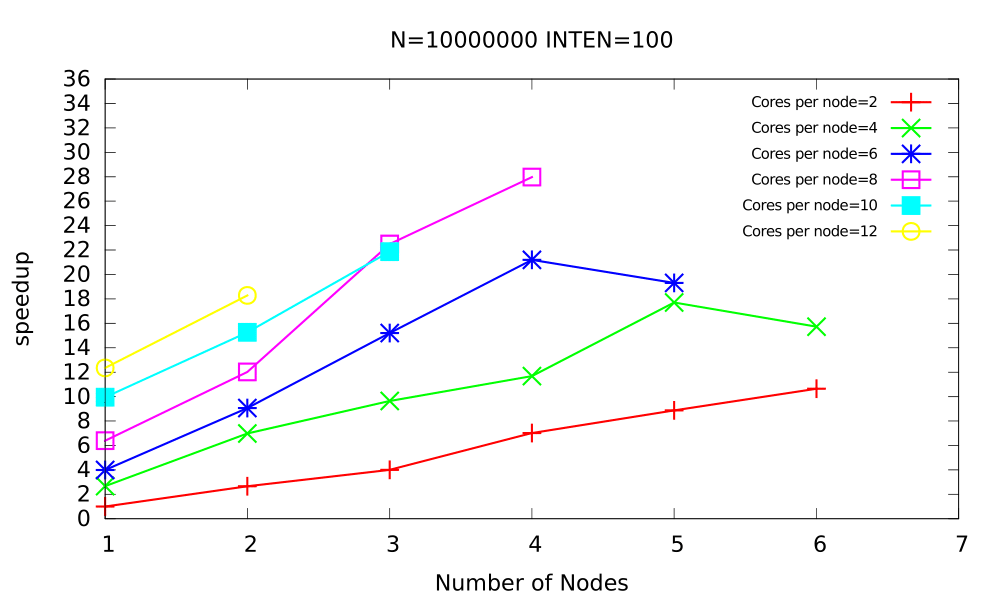 N=10000000 INTEN=100
36
34
32
30
28
26
24
22
20
18
16
14
12
10
8
6
4
2
0
speedup
Cores per node=2
Cores per node=4
Cores per node=6
Cores per node=8
Cores per node=10
Cores per node=12
1 2 3 4 5 6 7
Number of Nodes